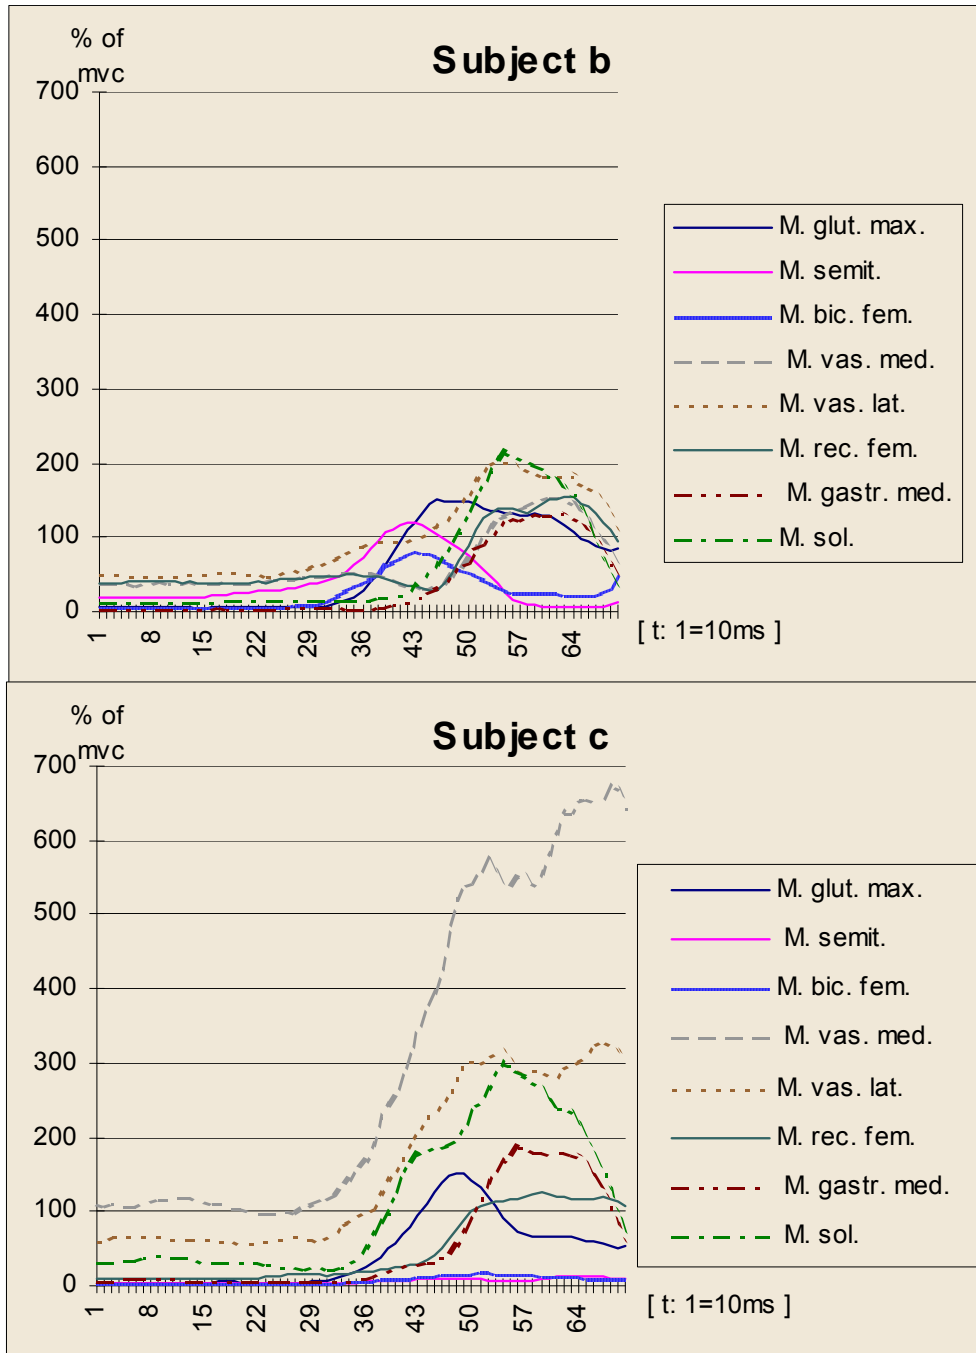 % of
mvc
Subject b
700
600
500
400
300
200
100
0
1
8
15
22
29
36
43
50
57
64
[ t: 1=10ms ]
M. glut. max.
M. semit.
M. bic. fem.
M. vas. med.
M. vas. lat.
M. rec. fem.
M. gastr. med.
M. sol.
% of
mvc
Subject c
700
600
500
400
300
200
100
0
1
8
15
22
29
36
43
50
57
64
[ t: 1=10ms ]
M. glut. max.
M. semit.
M. bic. fem.
M. vas. med.
M. vas. lat.
M. rec. fem.
M. gastr. med.
M. sol.